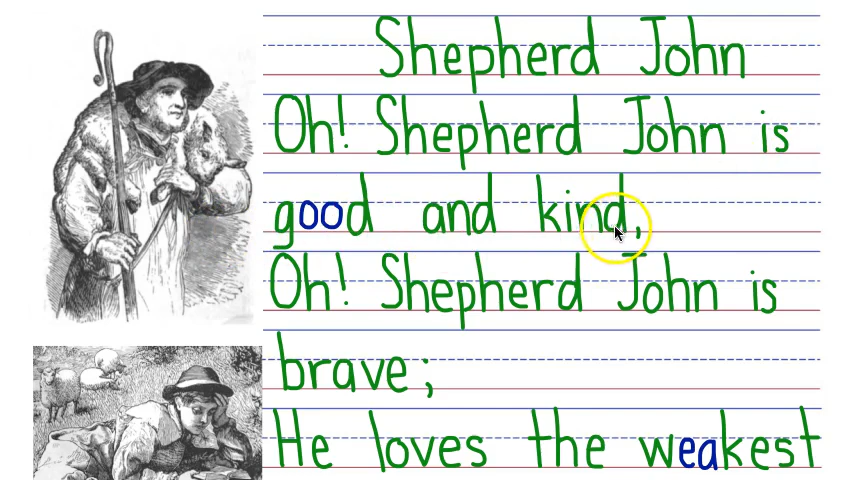 Shepherd John
Oh! Shepherd John is
good and kind,
Oh! Shepherd John is
brave;
He loves the weakest